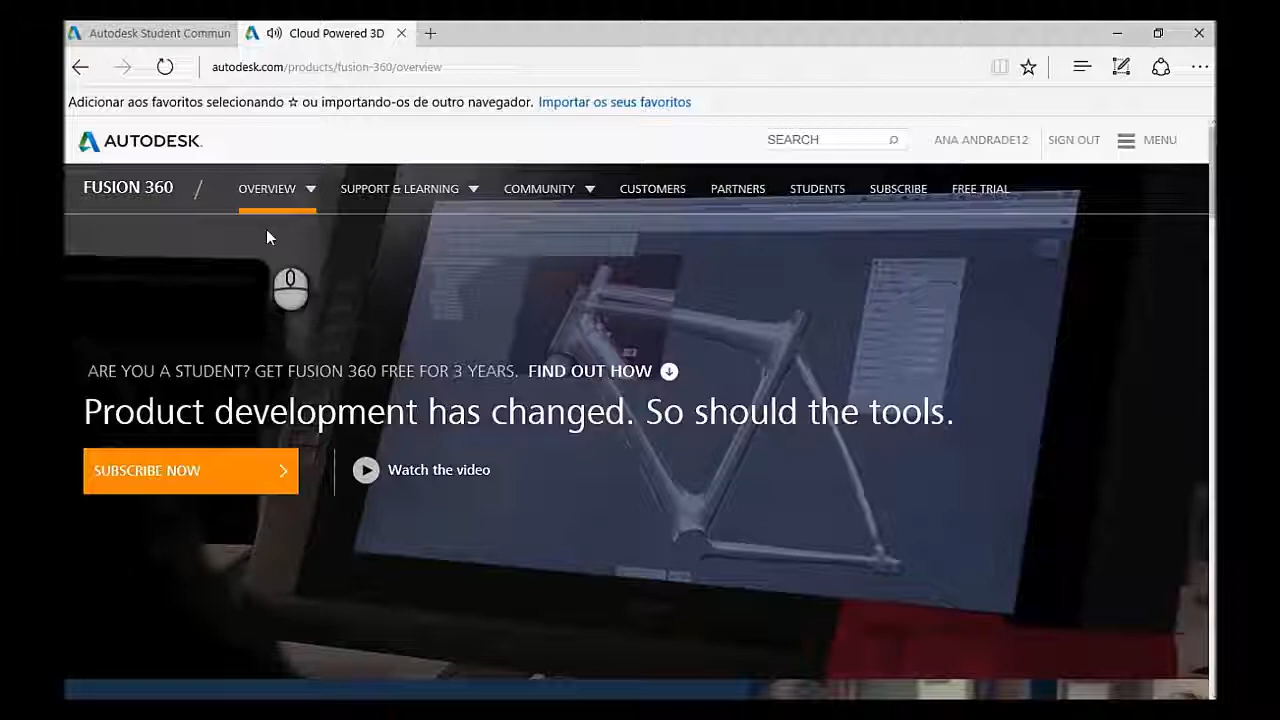 Autodesk Student Commun
Cloud Powered 3D
autodesk.com/products/fusion-360/overview
Adicionar aos favoritos selecionando ☆ ou importando-os de outro navegador. Importar os seus favoritos
AUTODESK.
SEARCH
ANA ANDRADE12
SIGN OUT
MENU
FUSION 360 / OVERVIEW SUPPORT & LEARNING COMMUNITY CUSTOMERS PARTNERS STUDENTS SUBSCRIBE FREE TRIAL
ARE YOU A STUDENT? GET FUSION 360 FREE FOR 3 YEARS. FIND OUT HOW
Product development has changed. So should the tools.
SUBSCRIBE NOW
Watch the video